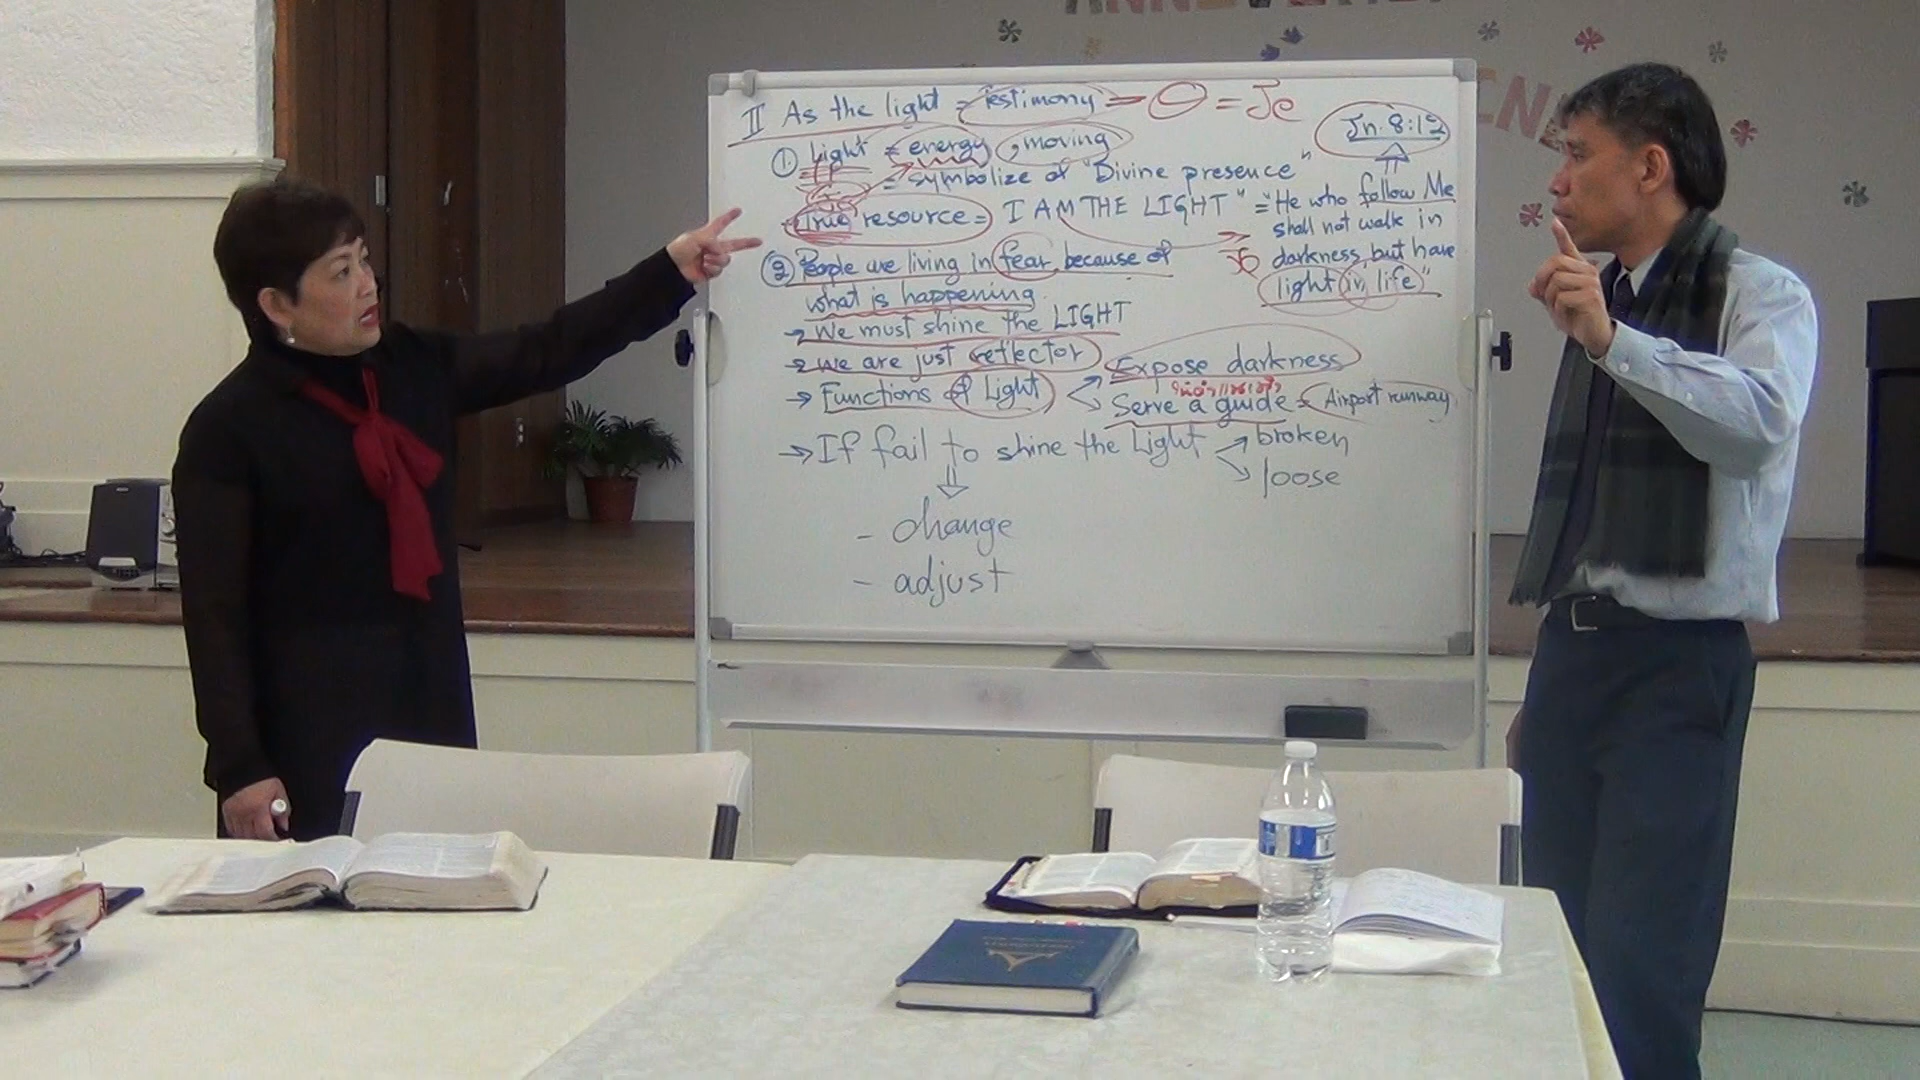 II As the light = Testimony = Θ = Je
Jn. 8:12
① Light = energy, moving
= symbolize of "Divine presence"
True resource = I AM THE LIGHT" = "He who follow Me
shall not walk in
darkness, but have
light in life"
② People are living in fear because of
what is happening.
→ We must shine the LIGHT
→ we are just reflector
Expose darkness
→ Functions of Light
Serve a guide = Airport runway
→ If fail to shine the Light
broken
loose
- change
- adjust